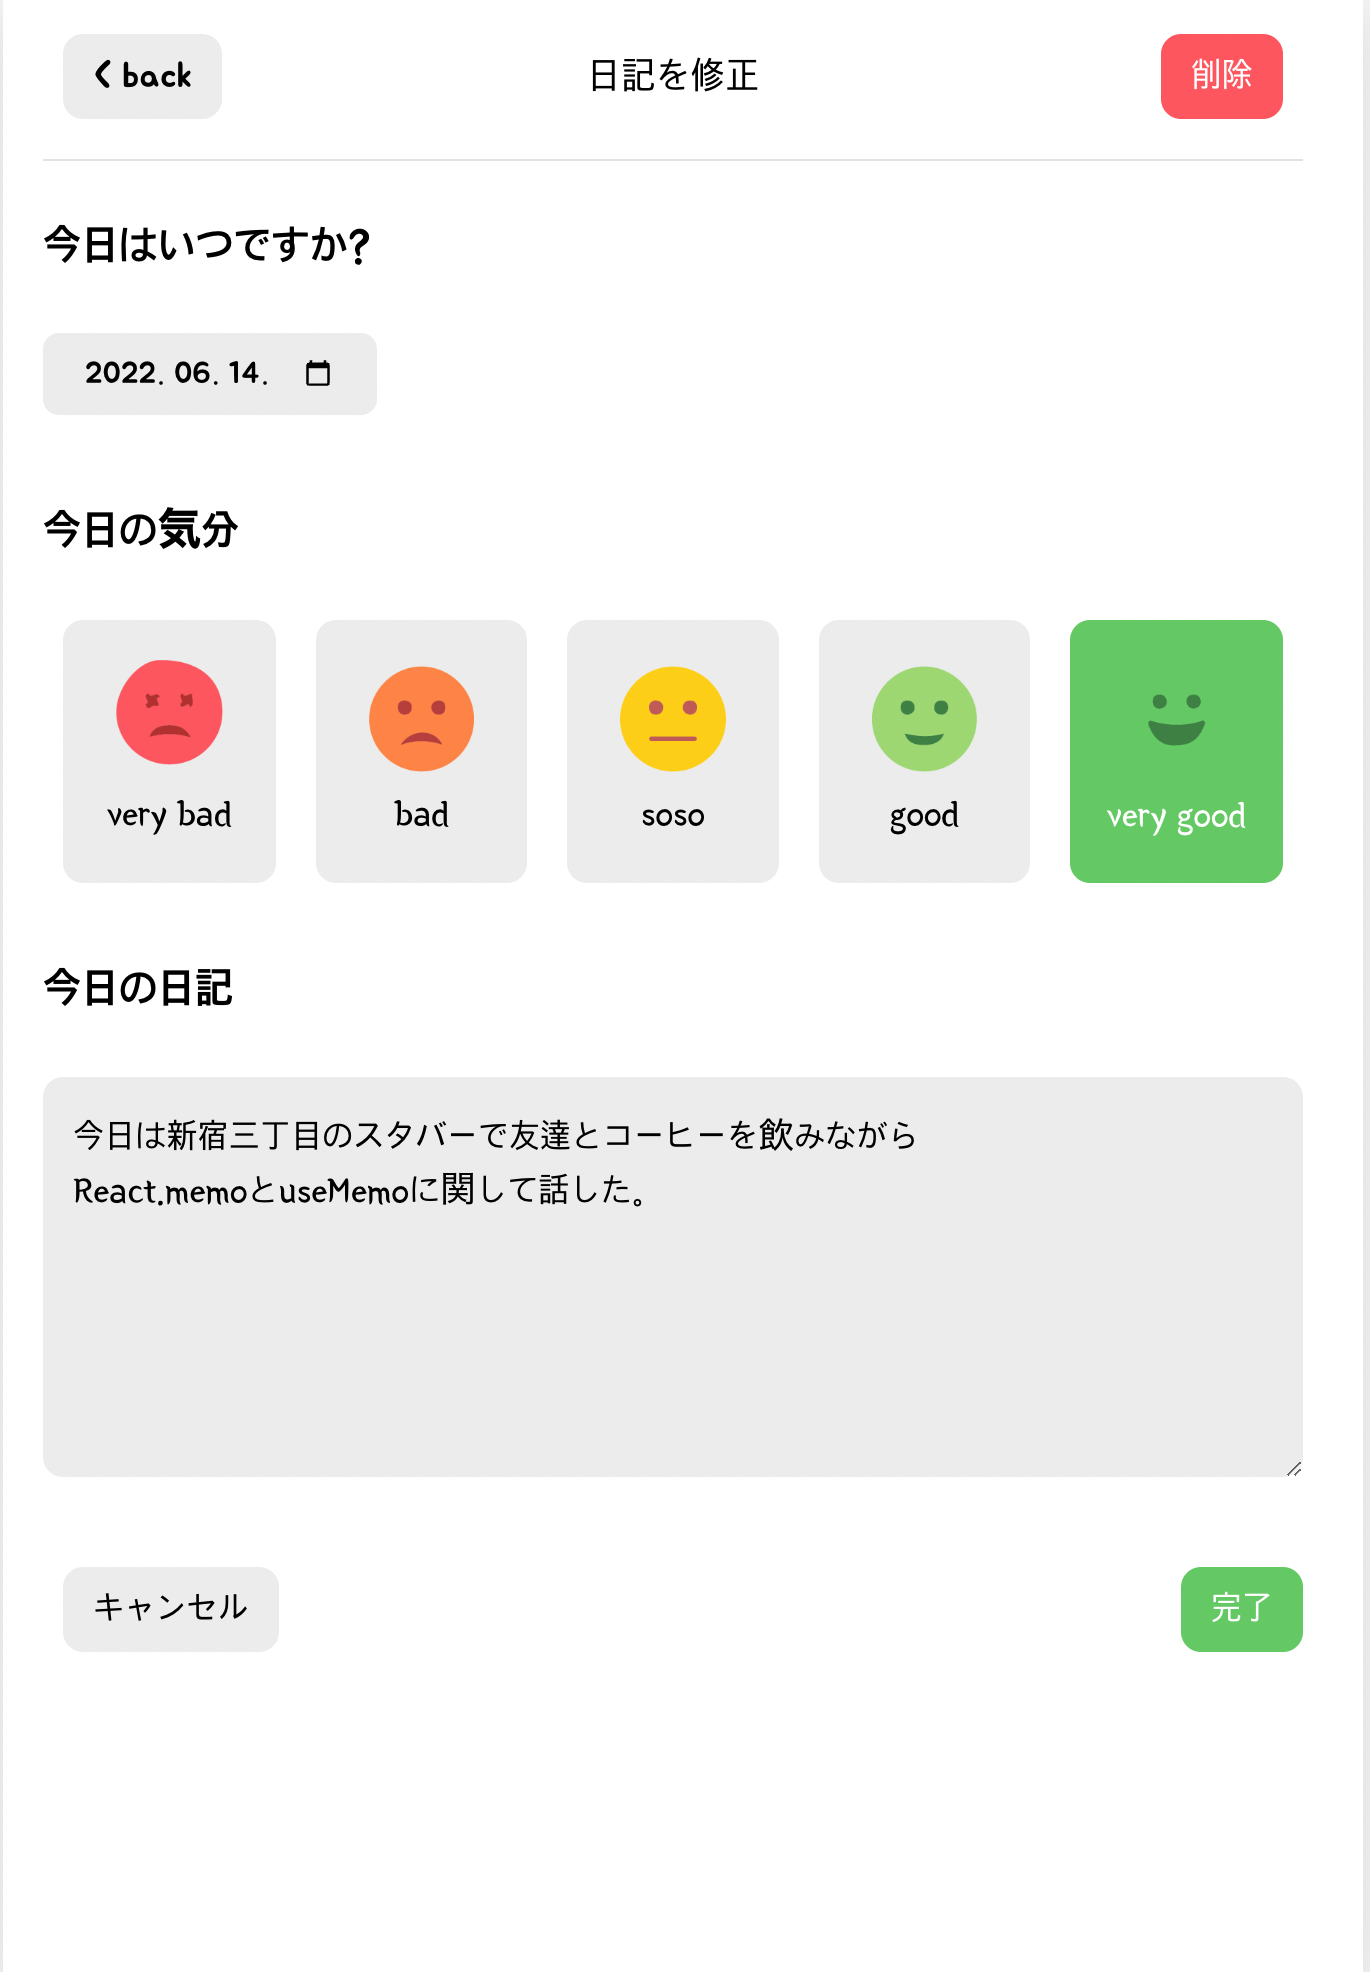 back
日記を修正
削除
今日はいつですか?
2022. 06. 14.
今日の気分
very bad
bad
soso
good
very good
今日の日記
今日は新宿三丁目のスタバーで友達とコーヒーを飲みながら
React.memoとuseMemoに関して話した。
キャンセル
完了